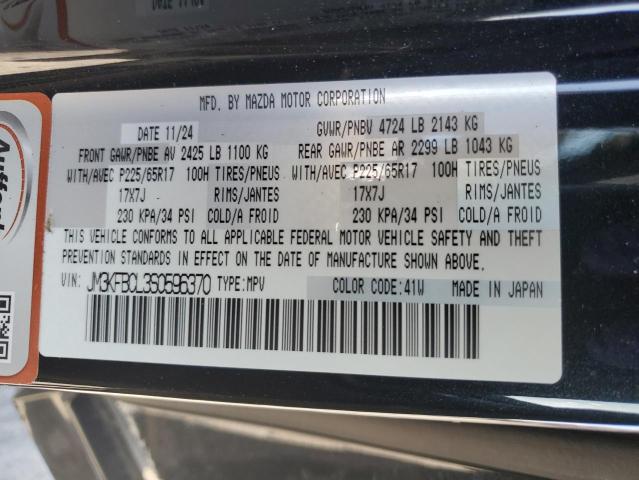 MFD. BY MAZDA MOTOR CORPORATION
DATE 11/24 GVWR/PNBV 4724 LB 2143 KG
FRONT GAWR/PNBE AV 2425 LB 1100 KG REAR GAWR/PNBE AR 2299 LB 1043 KG
WITH/AVEC P225/65R17 100H TIRES/PNEUS WITH/AVEC P225/65R17 100H TIRES/PNEUS
17X7J RIMS/JANTES 17X7J RIMS/JANTES
230 KPA/34 PSI COLD/A FROID 230 KPA/34 PSI COLD/A FROID
THIS VEHICLE CONFORMS TO ALL APPLICABLE FEDERAL MOTOR VEHICLE SAFETY AND THEFT
PREVENTION STANDARDS IN EFFECT ON THE DATE OF MANUFACTURE SHOWN ABOVE.
VIN: JM3KFBCL3S0596370 TYPE:MPV COLOR CODE:41W MADE IN JAPAN